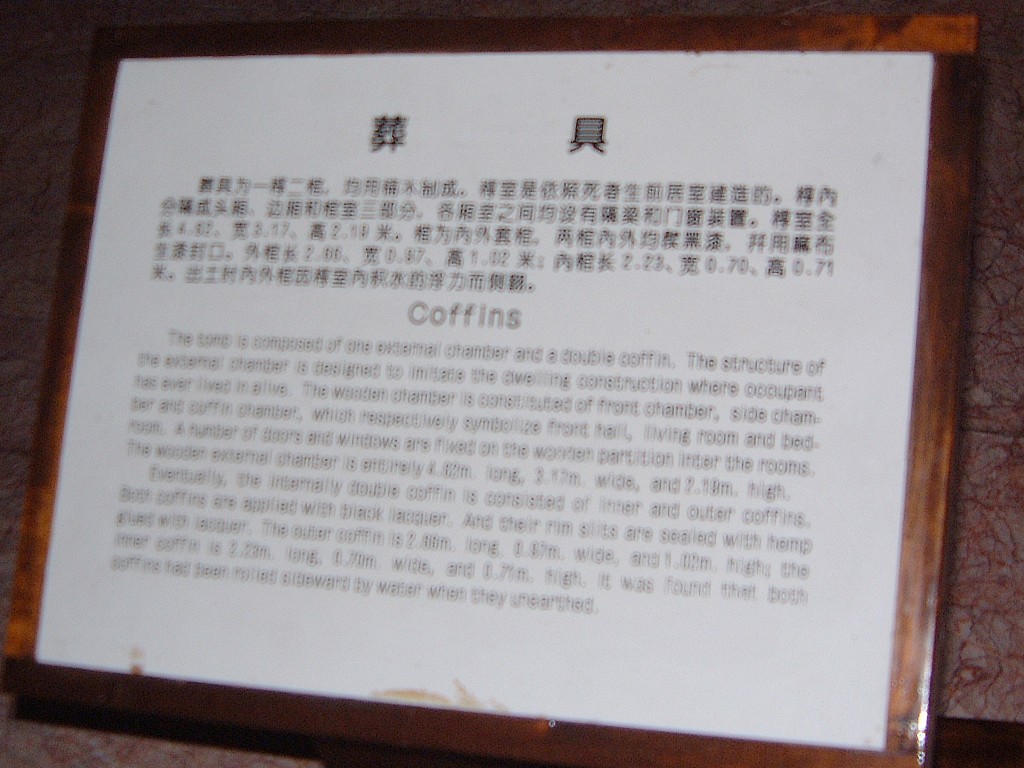 葬 具
葬具为一椁二棺，均用楠木制成。椁室是依照死者生前居室建造的。椁内
分隔成头厢、边厢和棺室三部分，各厢室之间均设有隔梁和门窗装置。椁室全
长4.62、宽3.17、高2.19米。棺为内外套棺，两棺内外均髹黑漆，并用麻布
生漆封口。外棺长2.66、宽0.97、高1.02米；内棺长2.23、宽0.70、高0.71
米。出土时内外棺因椁室内积水的浮力而侧翻。
Coffins
The tomb is composed of one external chamber and a double coffin. The structure of
the external chamber is designed to imitate the dwelling construction where occupant
has ever lived in alive. The wooden chamber is constituted of front chamber, side cham-
ber and coffin chamber, which respectively symbolize front hall, living room and bed-
room. A number of doors and windows are fixed on the wooden partition inter the rooms.
The wooden external chamber is entirely 4.62m. long, 3.17m. wide, and 2.19m. high.
Eventually, the internally double coffin is consisted of inner and outer coffins.
Both coffins are applied with black lacquer. And their rim slits are sealed with hemp
glued with lacquer. The outer coffin is 2.66m. long, 0.97m. wide, and 1.02m. high; the
inner coffin is 2.23m. long, 0.70m. wide, and 0.71m. high. It was found that both
coffins had been rolled sideward by water when they unearthed.